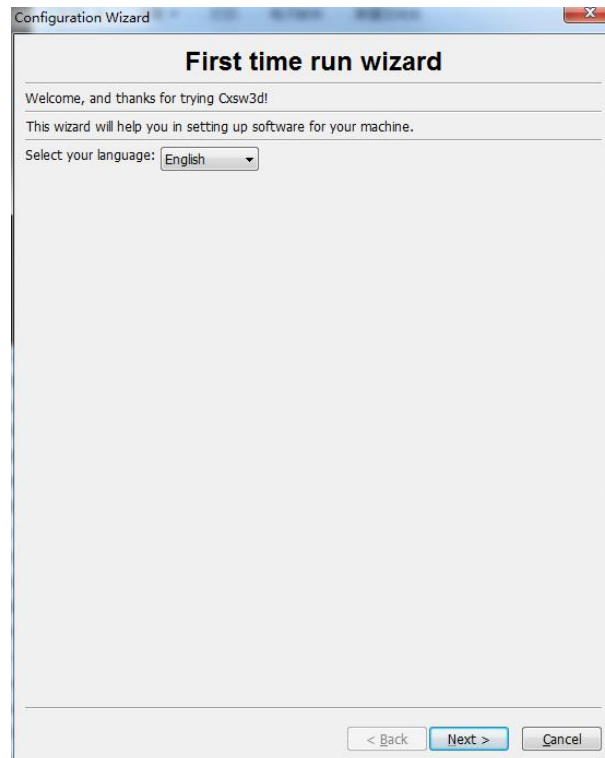 Configuration Wizard
First time run wizard
Welcome, and thanks for trying Cxsw3d!
This wizard will help you in setting up software for your machine.
Select your language: English
< Back Next > Cancel